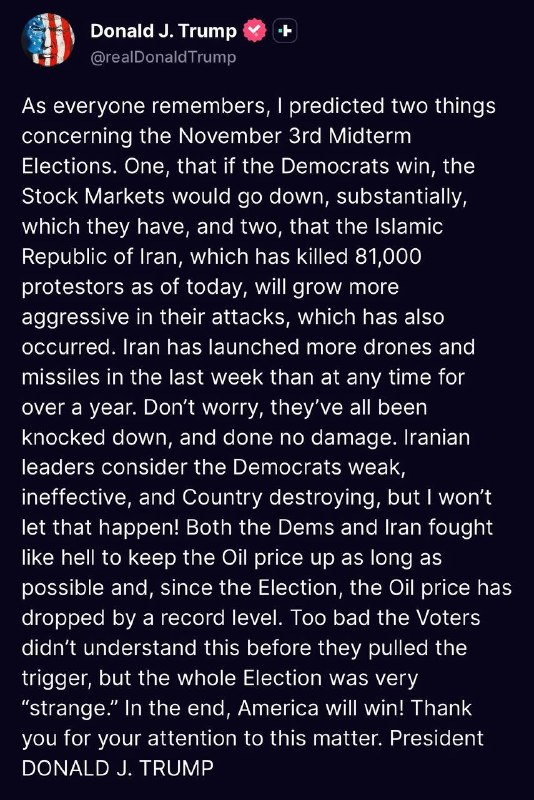 Donald J. Trump
@realDonaldTrump
As everyone remembers, I predicted two things
concerning the November 3rd Midterm
Elections. One, that if the Democrats win, the
Stock Markets would go down, substantially,
which they have, and two, that the Islamic
Republic of Iran, which has killed 81,000
protestors as of today, will grow more
aggressive in their attacks, which has also
occurred. Iran has launched more drones and
missiles in the last week than at any time for
over a year. Don’t worry, they’ve all been
knocked down, and done no damage. Iranian
leaders consider the Democrats weak,
ineffective, and Country destroying, but I won’t
let that happen! Both the Dems and Iran fought
like hell to keep the Oil price up as long as
possible and, since the Election, the Oil price has
dropped by a record level. Too bad the Voters
didn’t understand this before they pulled the
trigger, but the whole Election was very
“strange.” In the end, America will win! Thank
you for your attention to this matter. President
DONALD J. TRUMP